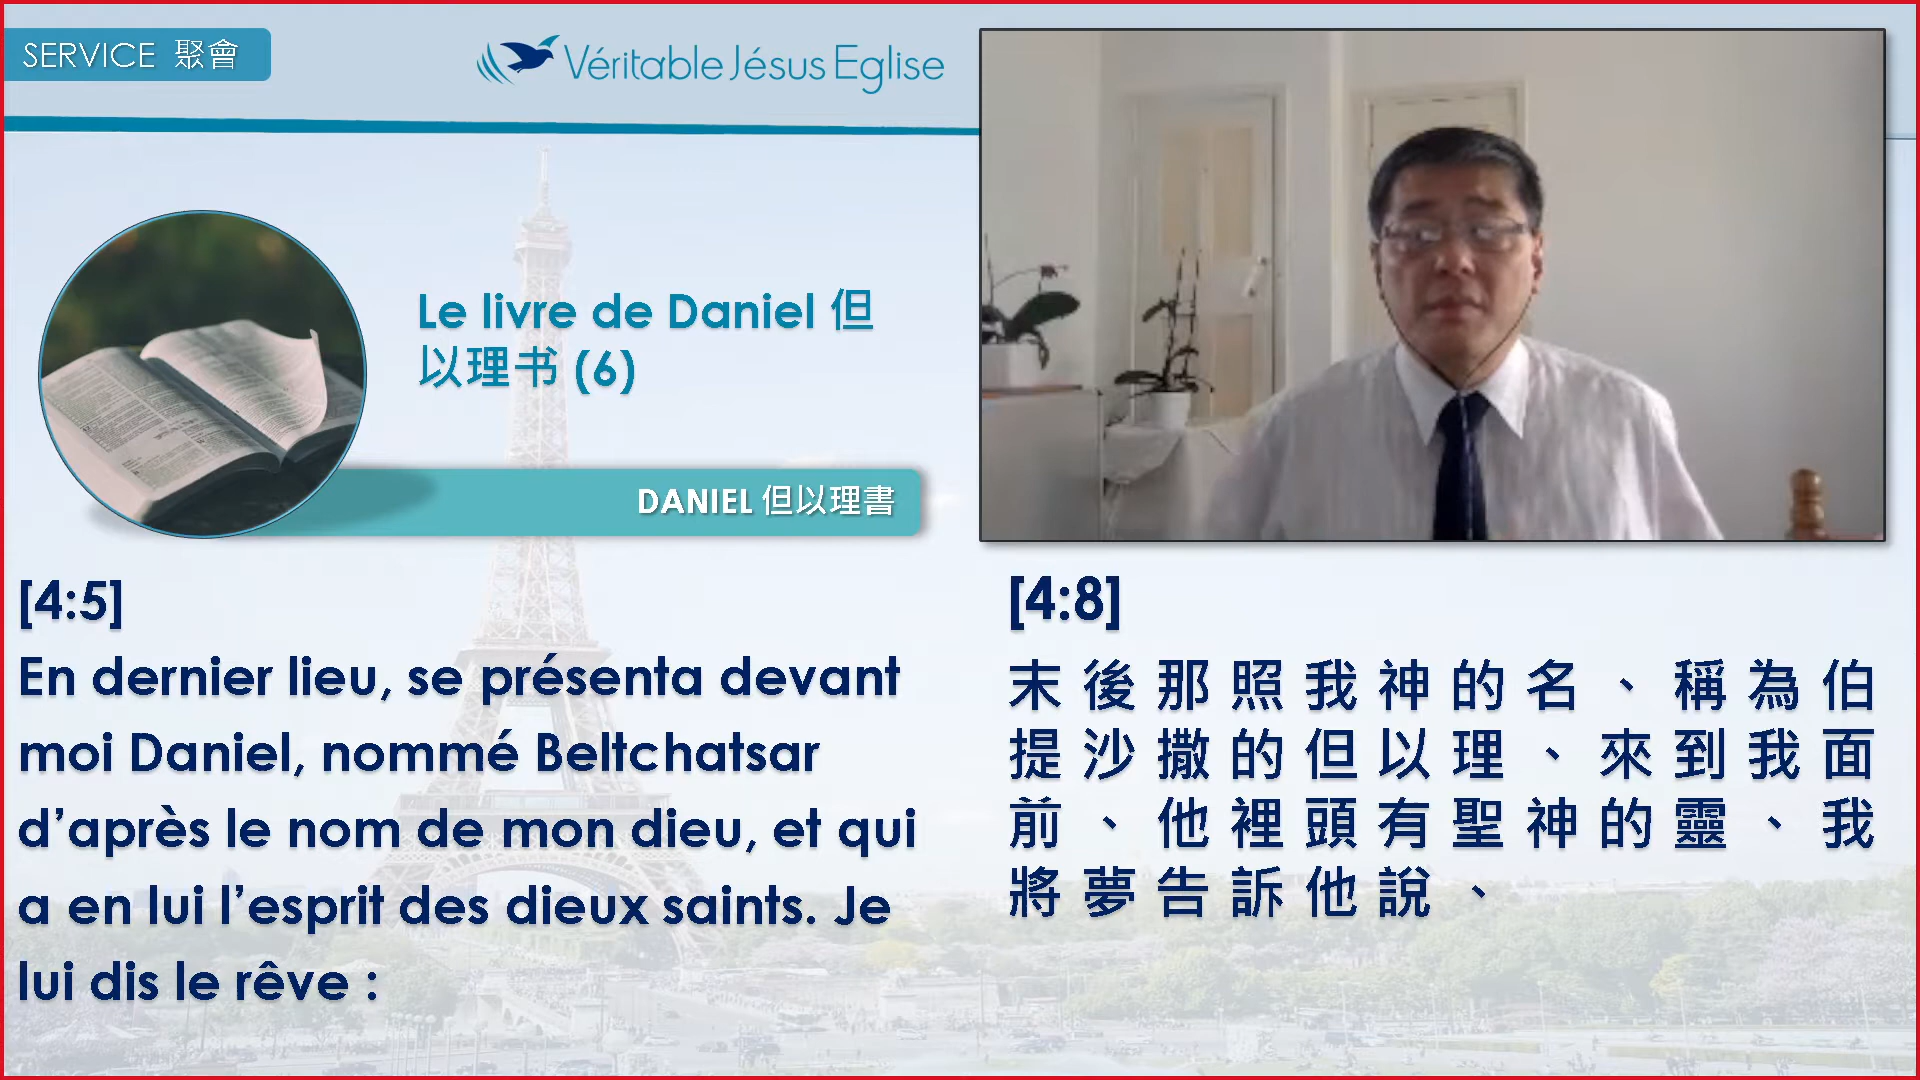 SERVICE 聚會
Véritable Jésus Eglise
Le livre de Daniel 但
以理书 (6)
DANIEL 但以理書
[4:5]
En dernier lieu, se présenta devant
moi Daniel, nommé Beltchatsar
d’après le nom de mon dieu, et qui
a en lui l’esprit des dieux saints. Je
lui dis le rêve :
[4:8]
末後那照我神的名、稱為伯
提沙撒的但以理、來到我面
前、他裡頭有聖神的靈、我
將夢告訴他說、